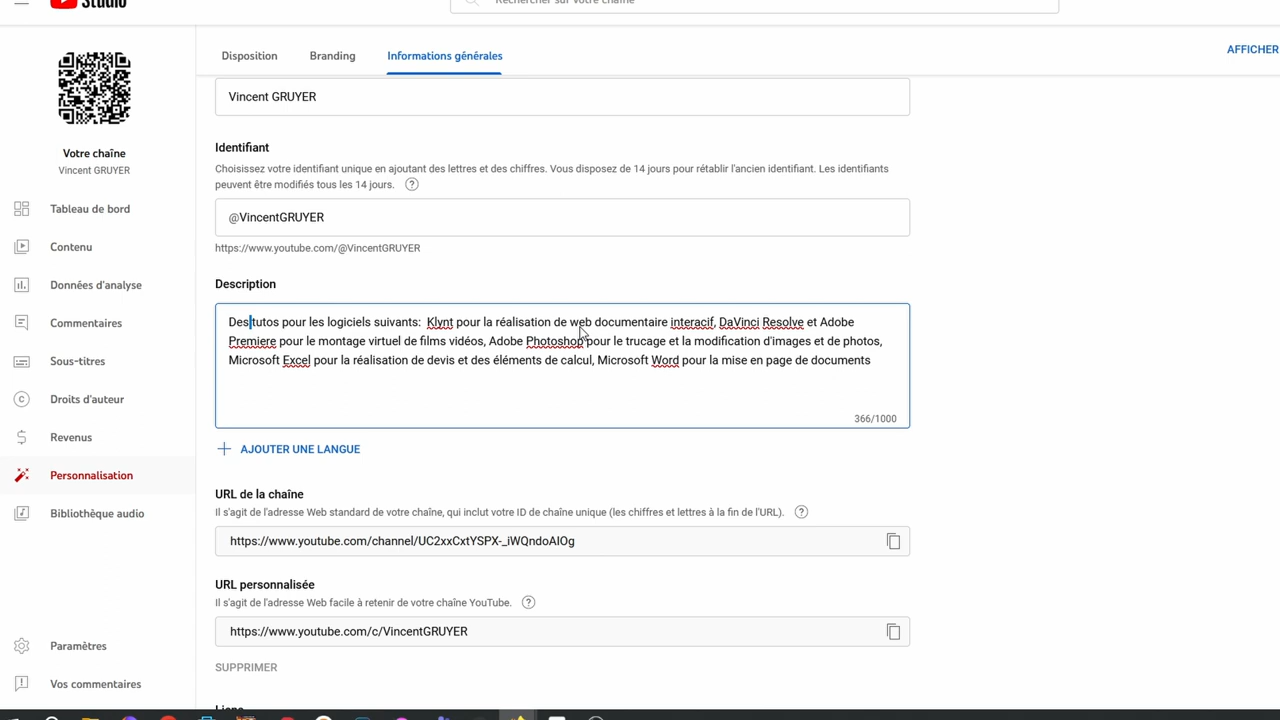 Studio
Rechercher sur votre chaîne
Disposition
Branding
Informations générales
AFFICHER
Vincent GRUYER
Votre chaîne
Vincent GRUYER
Identifiant
Choisissez votre identifiant unique en ajoutant des lettres et des chiffres. Vous disposez de 14 jours pour rétablir l'ancien identifiant. Les identifiants
peuvent être modifiés tous les 14 jours.
@VincentGRUYER
https://www.youtube.com/@VincentGRUYER
Tableau de bord
Contenu
Données d'analyse
Commentaires
Sous-titres
Droits d'auteur
Revenus
Personnalisation
Bibliothèque audio
Paramètres
Vos commentaires
Description
Des tutos pour les logiciels suivants:  Klynt pour la réalisation de web documentaire interacif, DaVinci Resolve et Adobe
Premiere pour le montage virtuel de films vidéos, Adobe Photoshop pour le trucage et la modification d'images et de photos,
Microsoft Excel pour la réalisation de devis et des éléments de calcul, Microsoft Word pour la mise en page de documents
366/1000
AJOUTER UNE LANGUE
URL de la chaîne
Il s'agit de l'adresse Web standard de votre chaîne, qui inclut votre ID de chaîne unique (les chiffres et lettres à la fin de l'URL).
https://www.youtube.com/channel/UC2xxCxtYSPX-_iWQndoAIOg
URL personnalisée
Il s'agit de l'adresse Web facile à retenir de votre chaîne YouTube.
https://www.youtube.com/c/VincentGRUYER
SUPPRIMER
Liens